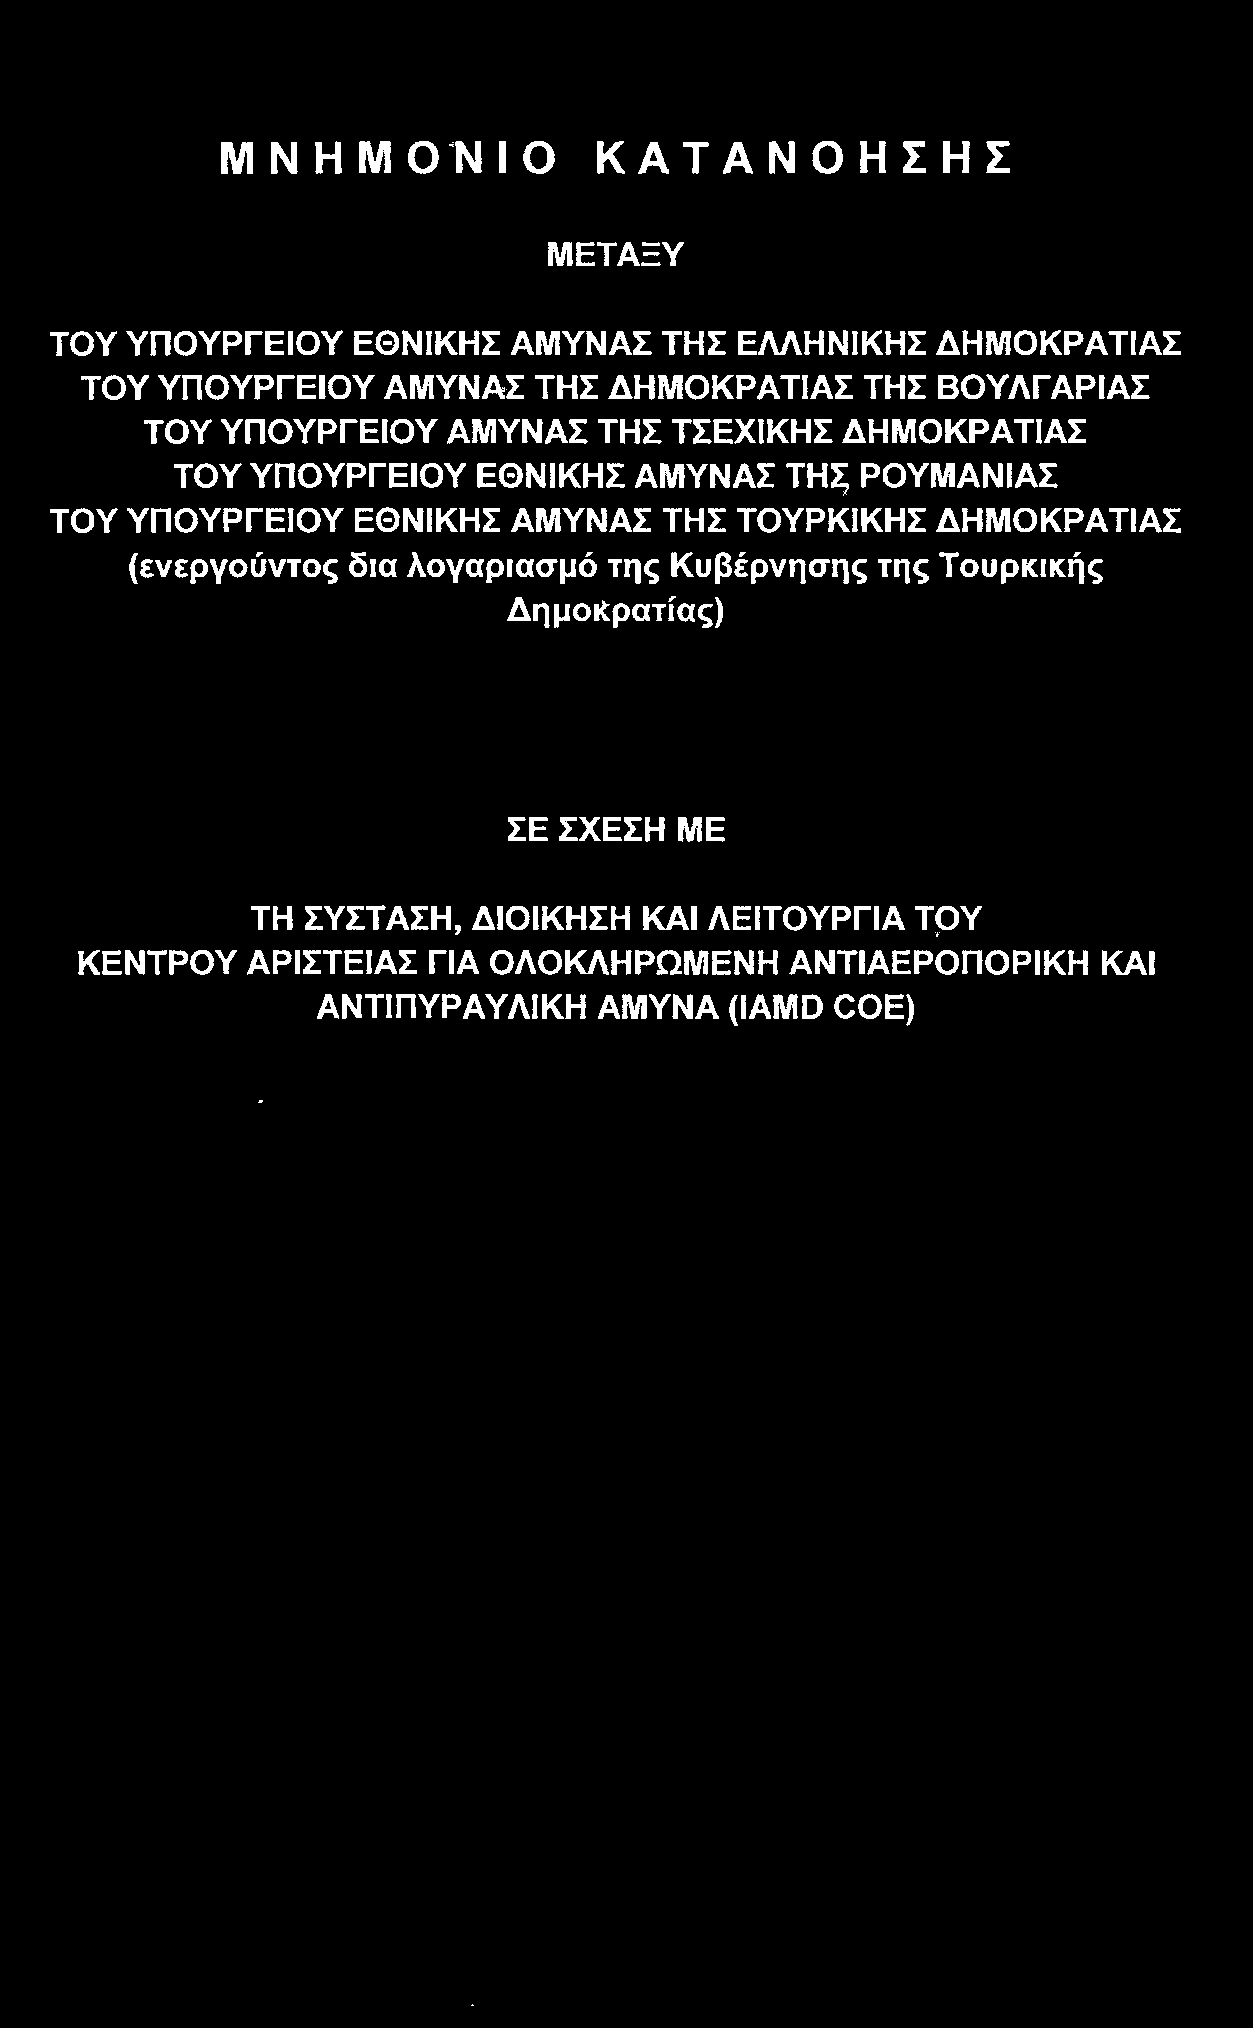 ΜΝΗΜΟΝΙΟ ΚΑΤΑΝΟΗΣΗΣ
ΜΕΤΑΞΥ
ΤΟΥ ΥΠΟΥΡΓΕΙΟΥ ΕΘΝΙΚΗΣ ΑΜΥΝΑΣ ΤΗΣ ΕΛΛΗΝΙΚΗΣ ΔΗΜΟΚΡΑΤΙΑΣ
ΤΟΥ ΥΠΟΥΡΓΕΙΟΥ ΑΜΥΝΑΣ ΤΗΣ ΔΗΜΟΚΡΑΤΙΑΣ ΤΗΣ ΒΟΥΛΓΑΡΙΑΣ
ΤΟΥ ΥΠΟΥΡΓΕΙΟΥ ΑΜΥΝΑΣ ΤΗΣ ΤΣΕΧΙΚΗΣ ΔΗΜΟΚΡΑΤΙΑΣ
ΤΟΥ ΥΠΟΥΡΓΕΙΟΥ ΕΘΝΙΚΗΣ ΑΜΥΝΑΣ ΤΗΣ ΡΟΥΜΑΝΙΑΣ
ΤΟΥ ΥΠΟΥΡΓΕΙΟΥ ΕΘΝΙΚΗΣ ΑΜΥΝΑΣ ΤΗΣ ΤΟΥΡΚΙΚΗΣ ΔΗΜΟΚΡΑΤΙΑΣ
(ενεργούντος δια λογαριασμό της Κυβέρνησης της Τουρκικής
Δημοκρατίας)
ΣΕ ΣΧΕΣΗ ΜΕ
ΤΗ ΣΥΣΤΑΣΗ, ΔΙΟΙΚΗΣΗ ΚΑΙ ΛΕΙΤΟΥΡΓΙΑ ΤΟΥ
ΚΕΝΤΡΟΥ ΑΡΙΣΤΕΙΑΣ ΓΙΑ ΟΛΟΚΛΗΡΩΜΕΝΗ ΑΝΤΙΑΕΡΟΠΟΡΙΚΗ ΚΑΙ
ΑΝΤΙΠΥΡΑΥΛΙΚΗ ΑΜΥΝΑ (IAMD COE)